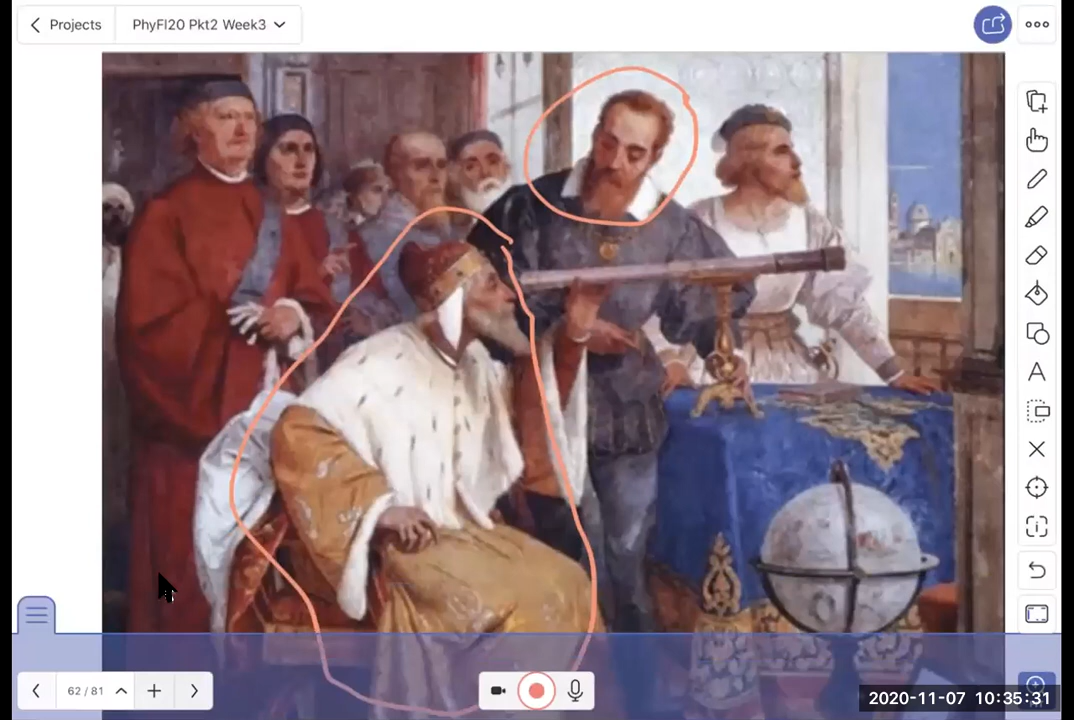 Projects
PhyFl20 Pkt2 Week3
A
62 / 81
2020-11-07 10:35:31